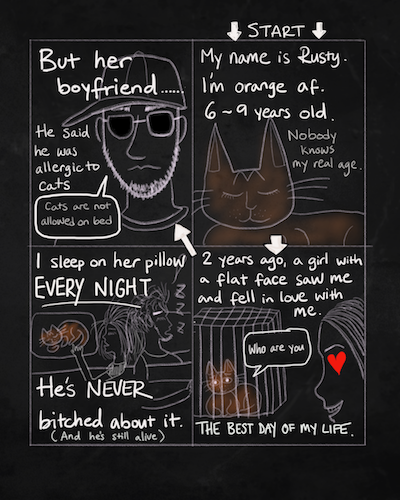 START
My name is Rusty.
I'm orange af.
6~9 years old.
Nobody
knows
my real age.
2 years ago, a girl with
a flat face saw me
and fell in love with
me.
Who are you
THE BEST DAY OF MY LIFE.
But her
boyfriend......
He said
he was
allergic to
cats
Cats are not
allowed on bed
I sleep on her pillow
EVERY NIGHT
Z
Z
Z
Z
He's NEVER
bitched about it.
(And he's still alive)